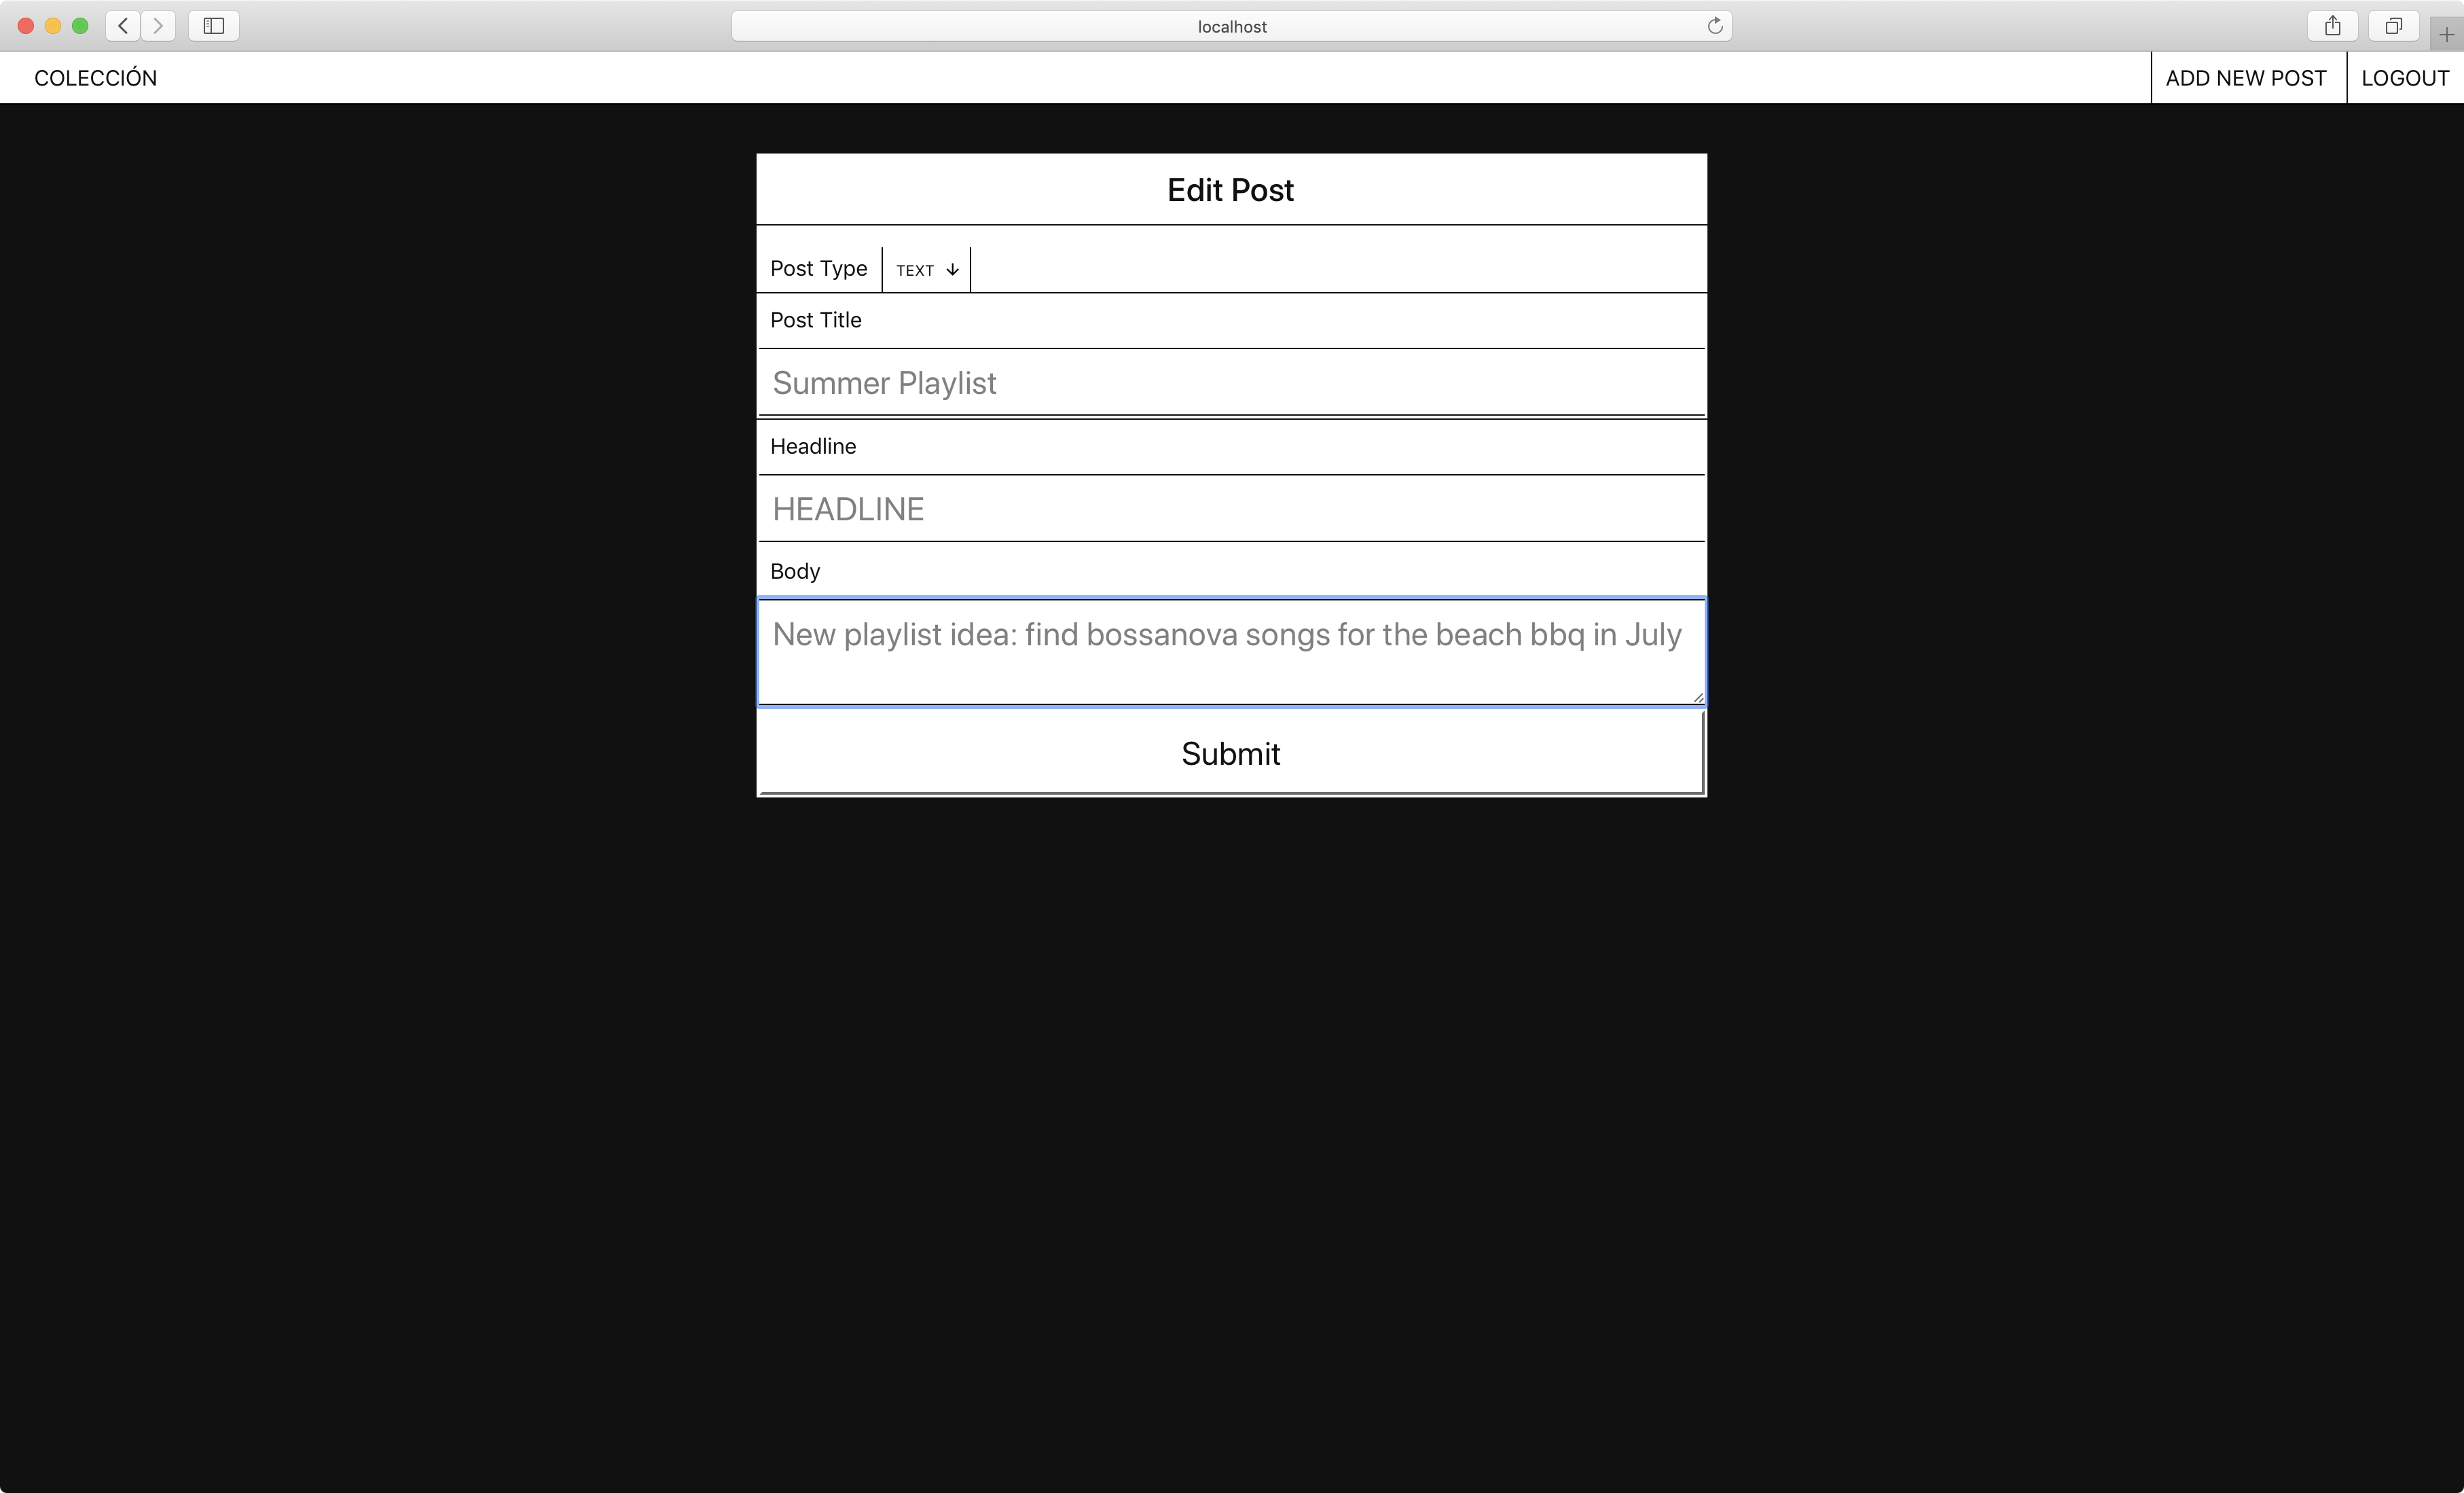 localhost
COLECCIÓN
ADD NEW POST
LOGOUT
Edit Post
Post Type
TEXT
Post Title
Summer Playlist
Headline
HEADLINE
Body
New playlist idea: find bossanova songs for the beach bbq in July
Submit